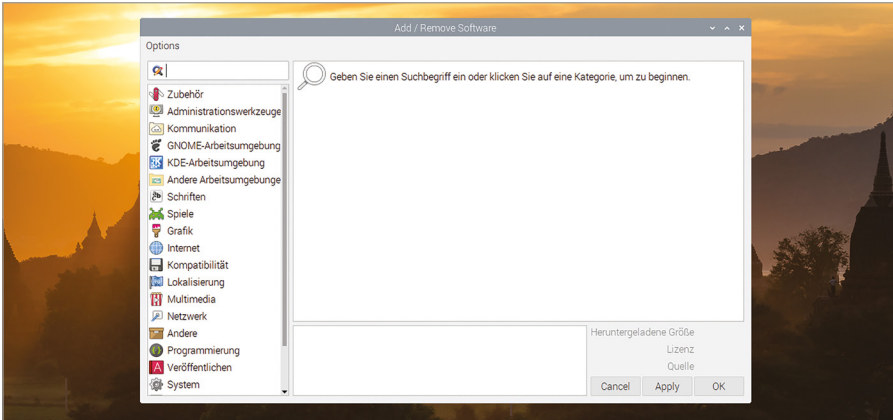 Add / Remove Software
Options
Geben Sie einen Suchbegriff ein oder klicken Sie auf eine Kategorie, um zu beginnen.
Zubehör
Administrationswerkzeuge
Kommunikation
GNOME-Arbeitsumgebung
KDE-Arbeitsumgebung
Andere Arbeitsumgebunge
Schriften
Spiele
Grafik
Internet
Kompatibilität
Lokalisierung
Multimedia
Netzwerk
Andere
Programmierung
Veröffentlichen
System
Heruntergeladene Größe
Lizenz
Quelle
Cancel Apply OK